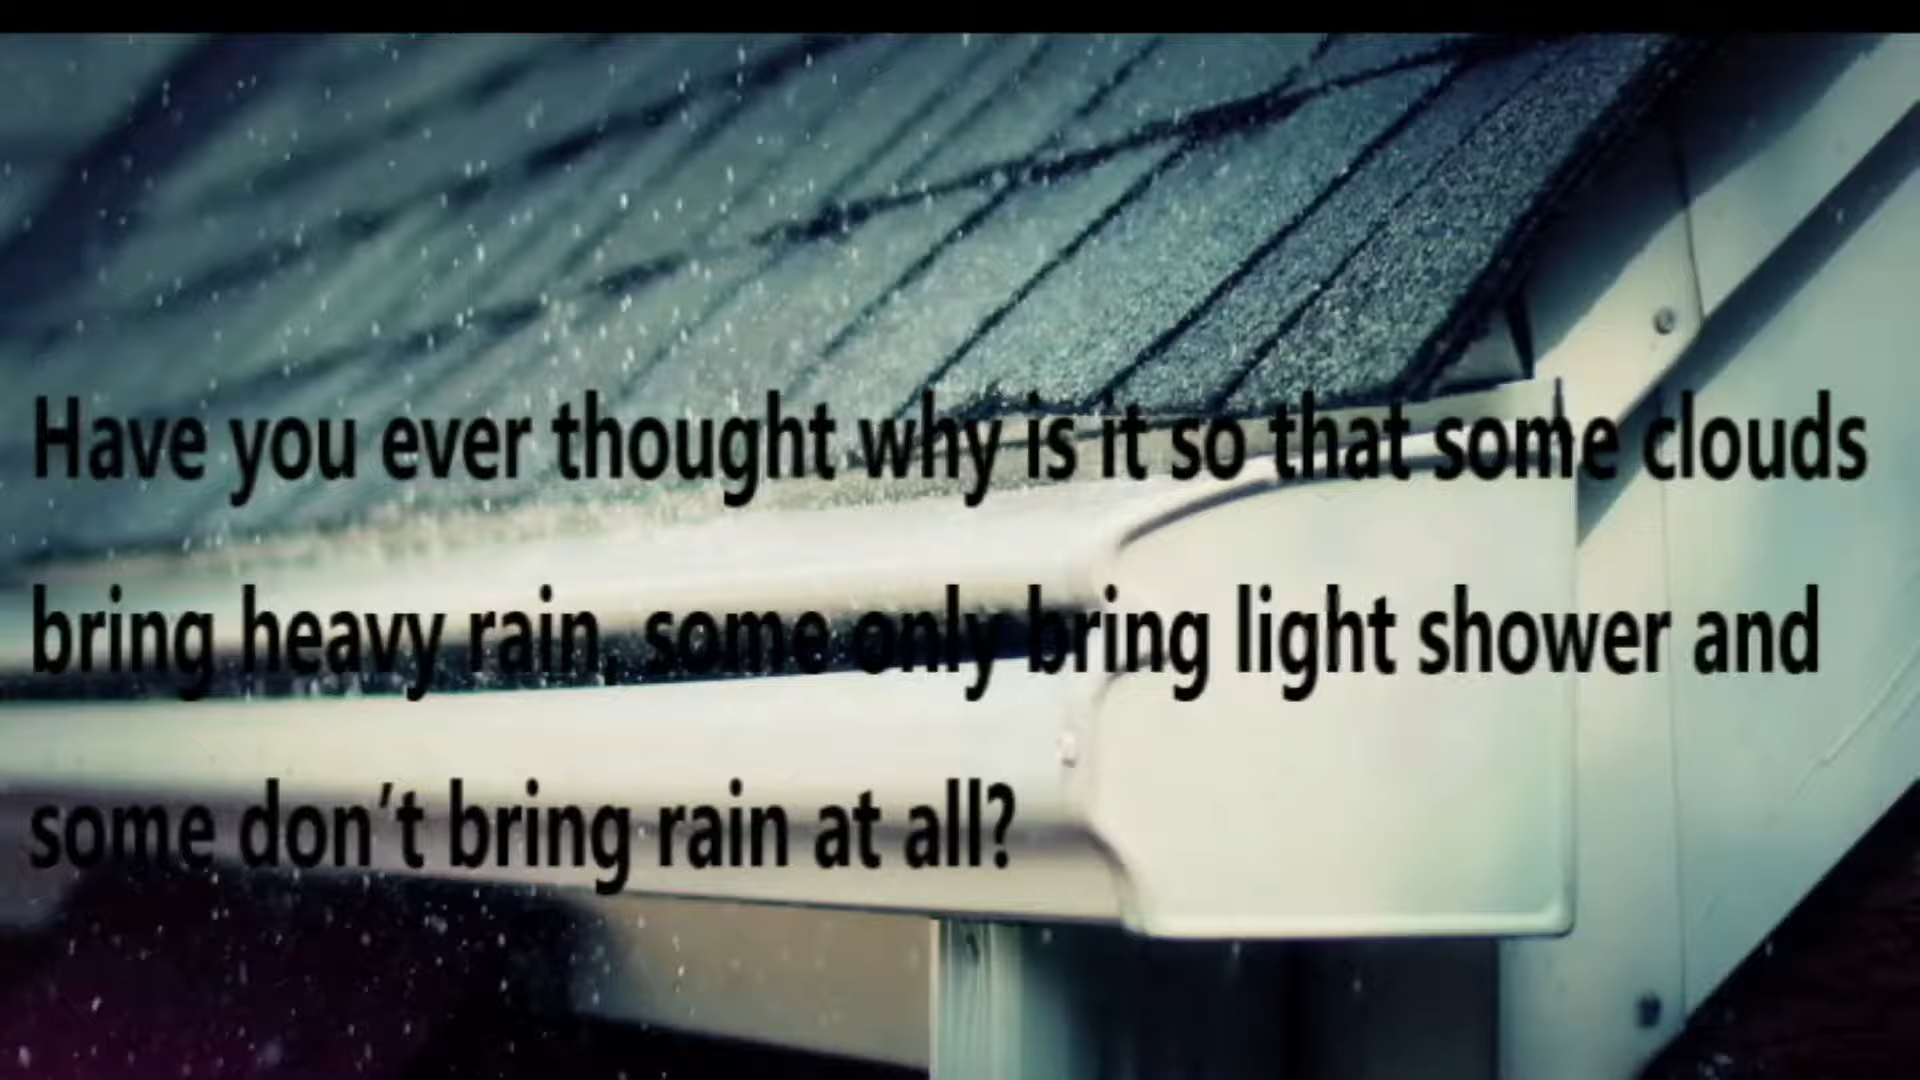 Have you ever thought why is it so that some clouds
bring heavy rain, some only bring light shower and
some don't bring rain at all?